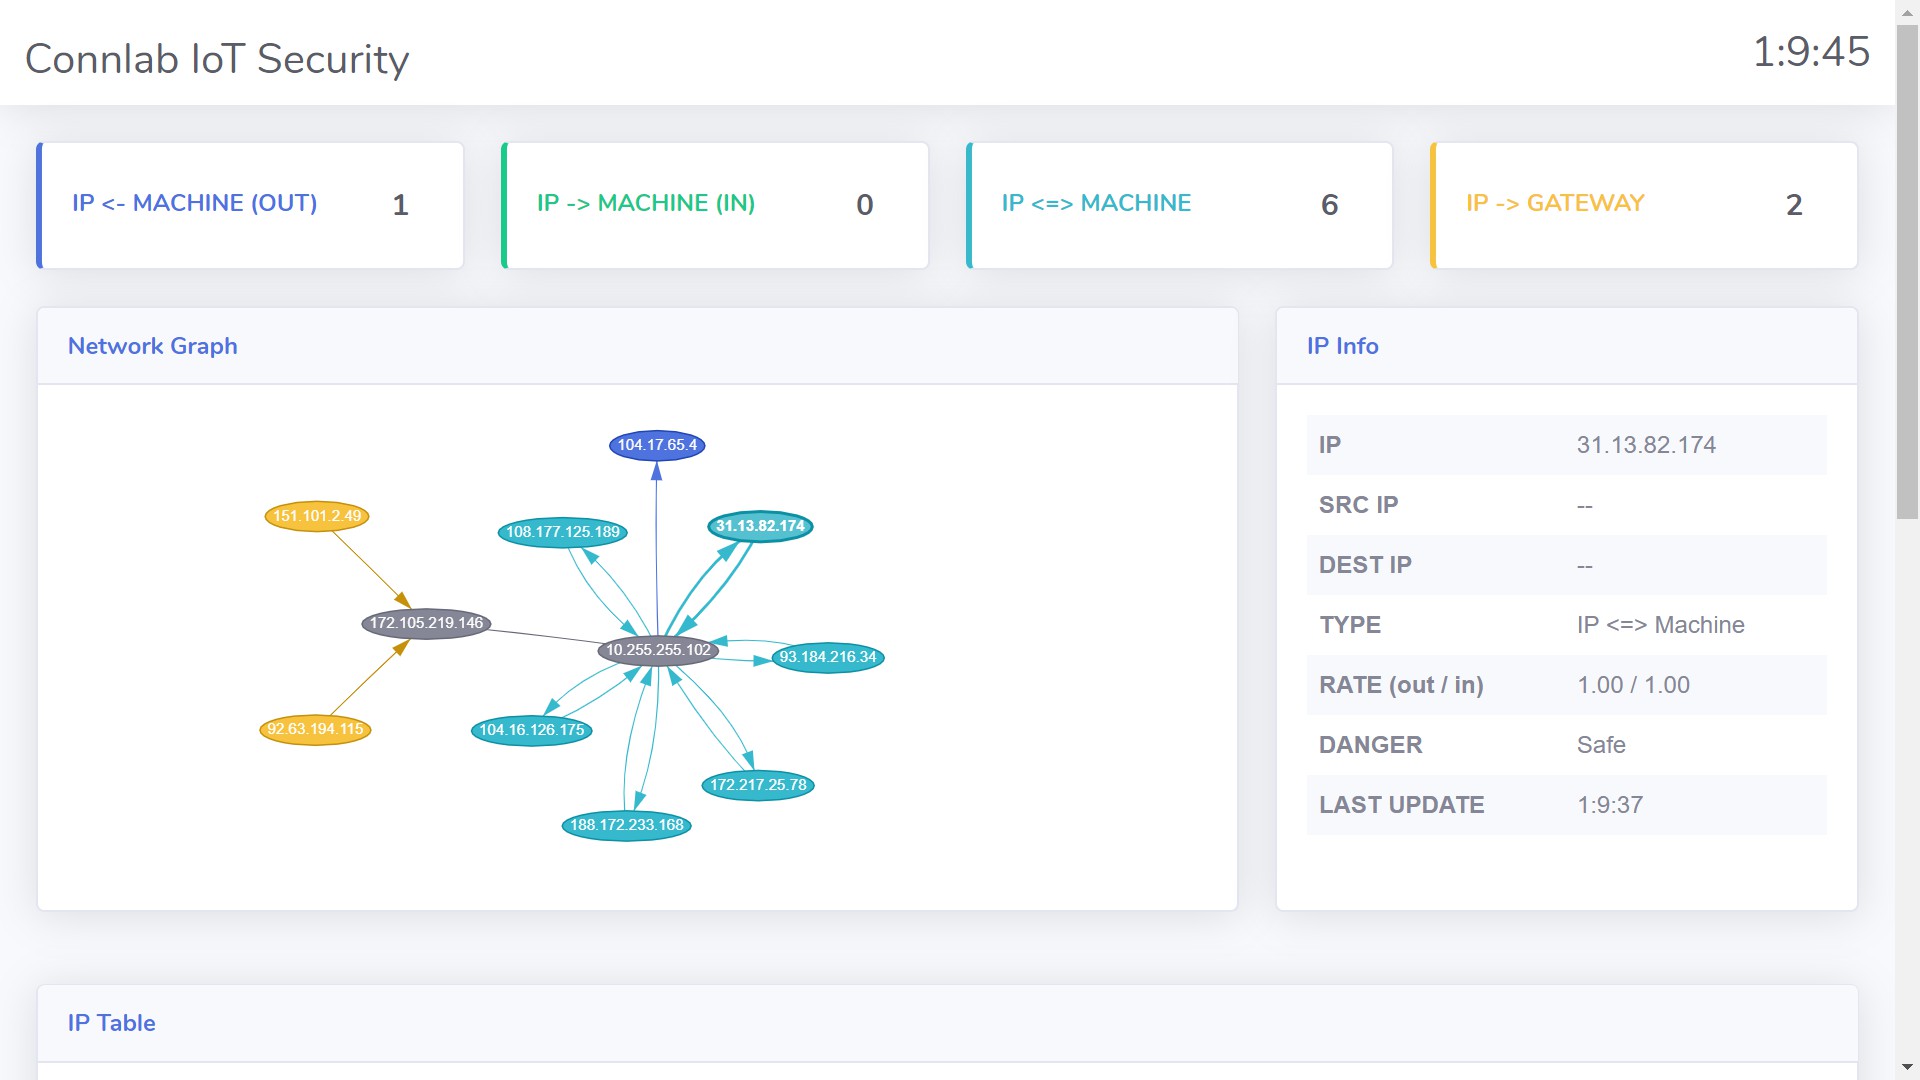 Connlab IoT Security
1:9:45
IP <- MACHINE (OUT) 1
IP -> MACHINE (IN) 0
IP <=> MACHINE 6
IP -> GATEWAY 2
Network Graph
104.17.65.4
151.101.2.49
108.177.125.189
31.13.82.174
172.105.219.146
10.255.255.102
93.184.216.34
92.63.194.115
104.16.126.175
172.217.25.78
188.172.233.168
IP Info
IP 31.13.82.174
SRC IP --
DEST IP --
TYPE IP <=> Machine
RATE (out / in) 1.00 / 1.00
DANGER Safe
LAST UPDATE 1:9:37
IP Table